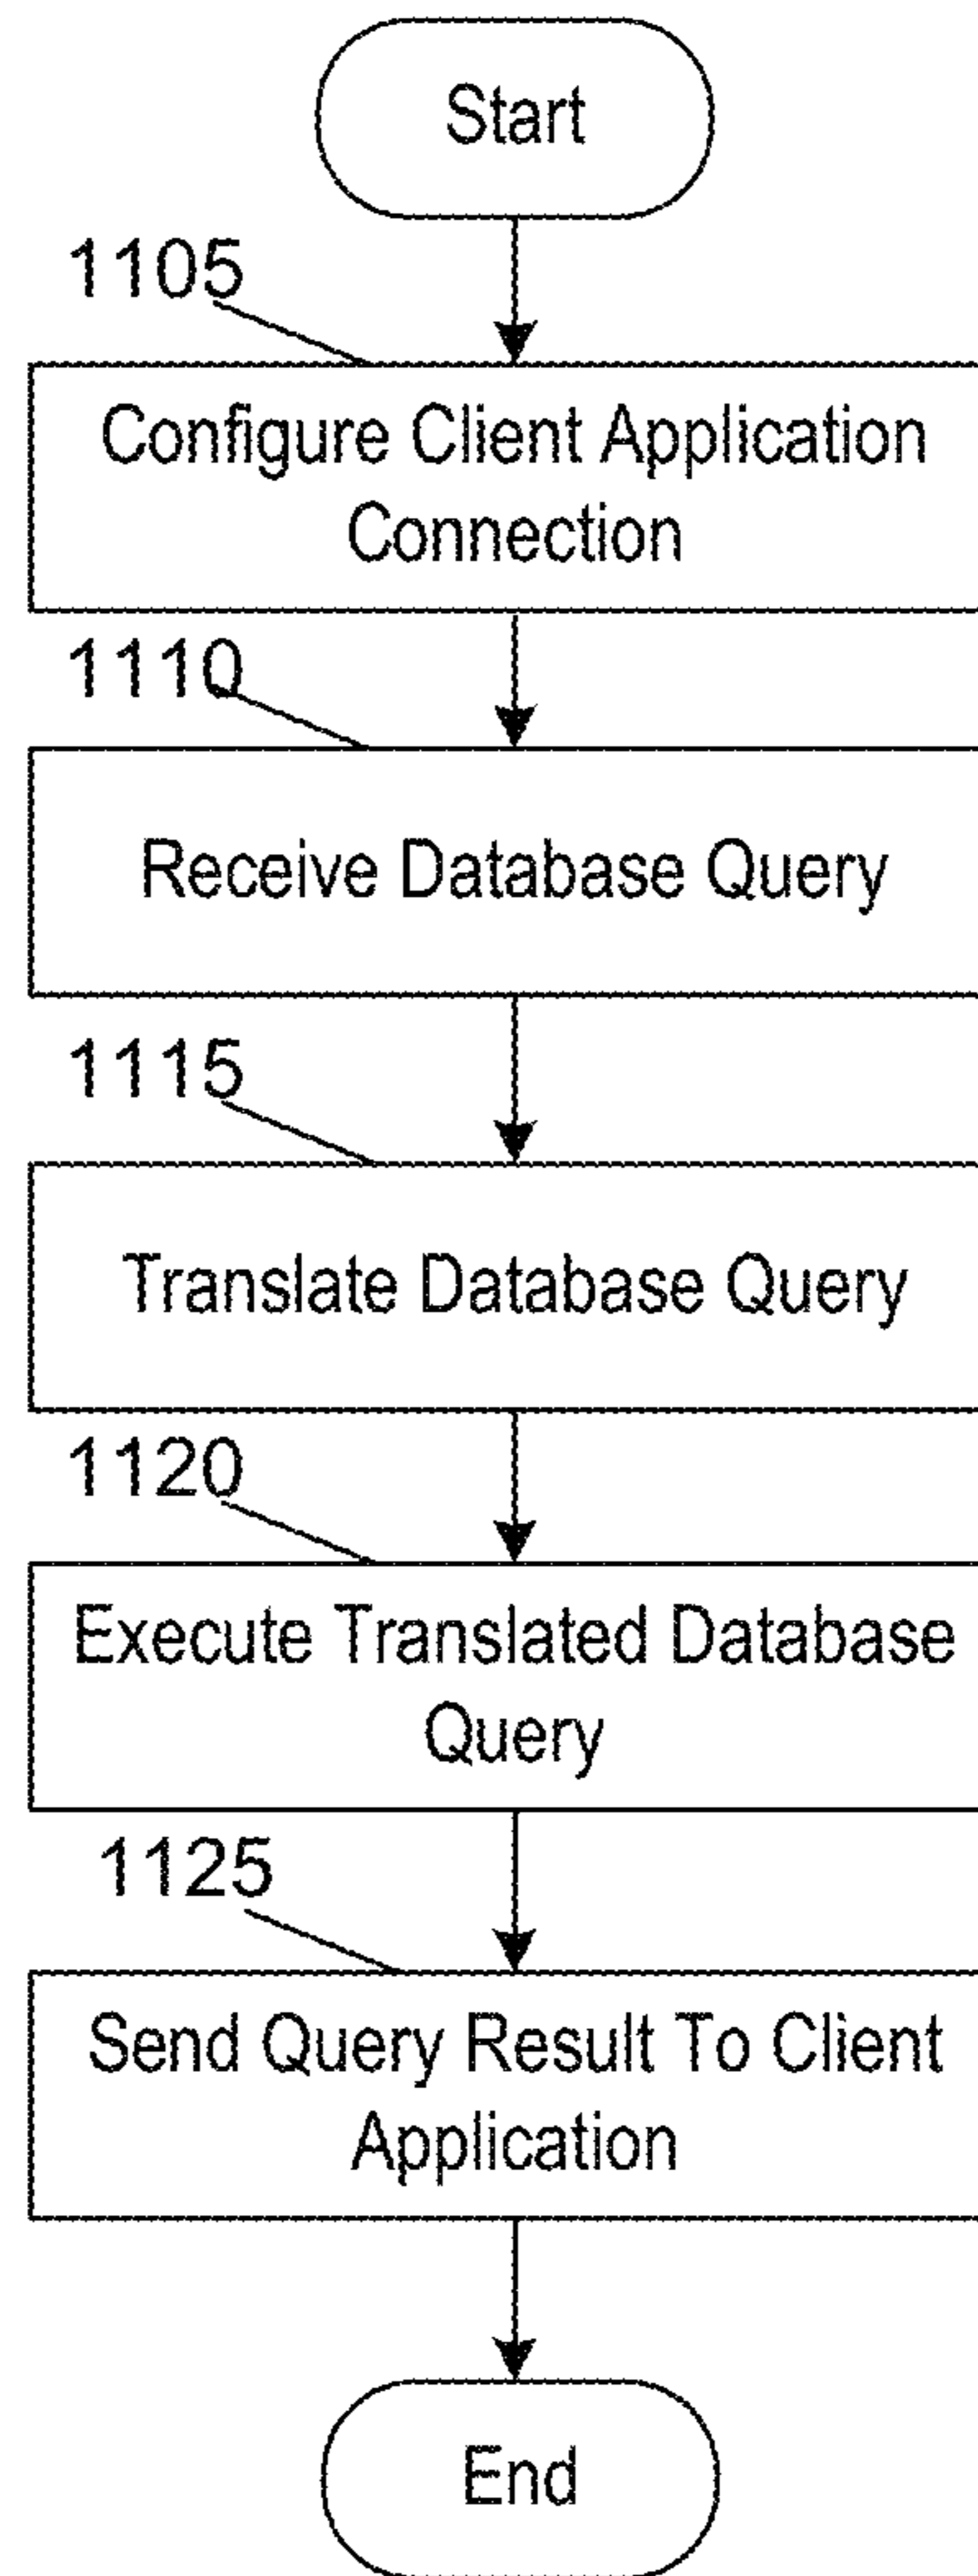 Start
1105
Configure Client Application
Connection
1110
Receive Database Query
1115
Translate Database Query
1120
Execute Translated Database
Query
1125
Send Query Result To Client
Application
End